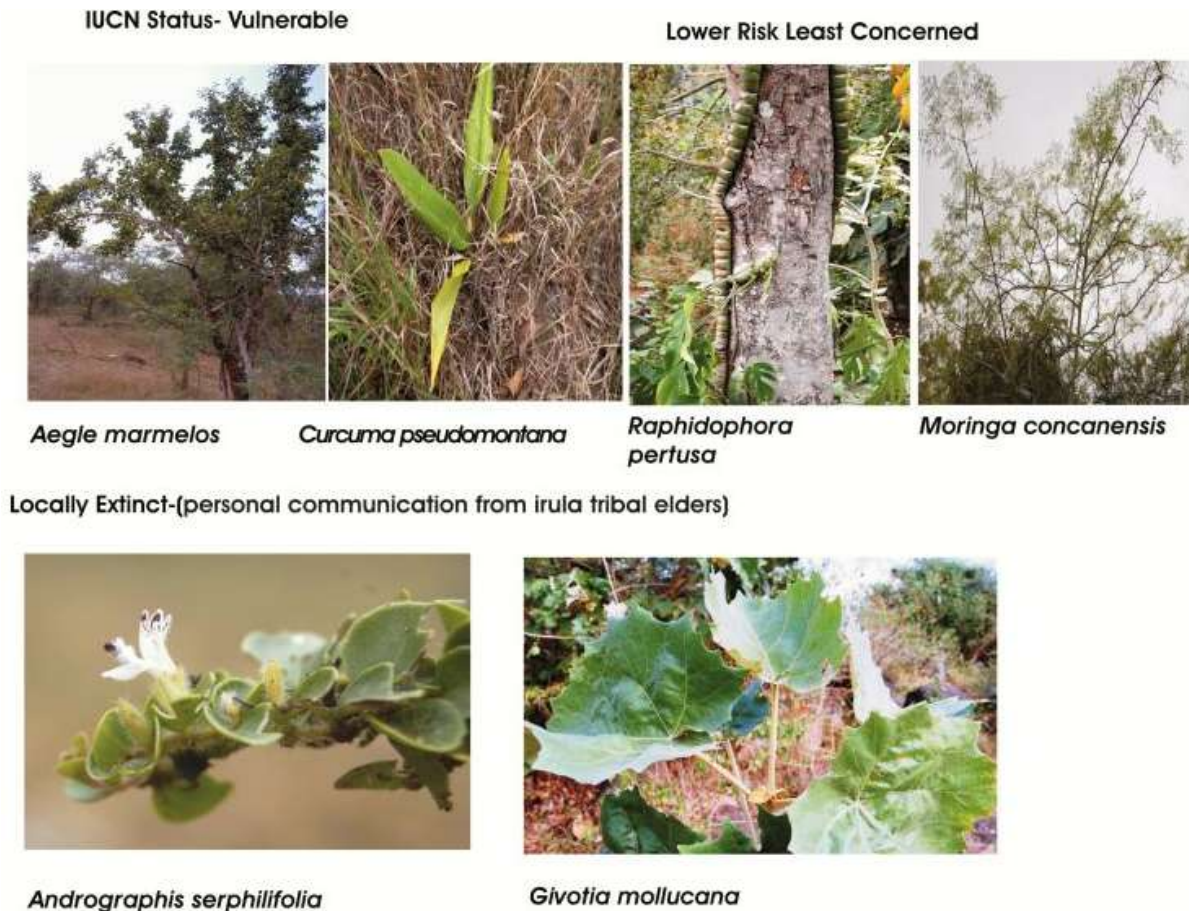 IUCN Status- Vulnerable
Lower Risk Least Concerned
Aegle marmelos
Curcuma pseudomontana
Raphidophora
pertusa
Moringa concanensis
Locally Extinct-(personal communication from irula tribal elders)
Andrographis serphilifolia
Givotia mollucana